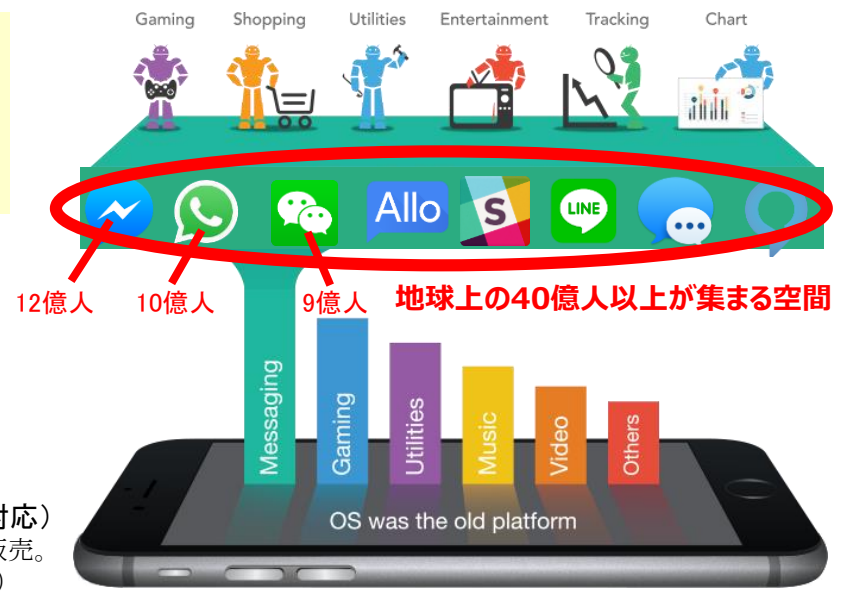 Gaming
Shopping
Utilities
Entertainment
Tracking
Chart
Allo
S
LINE
12億人
10億人
9億人
地球上の40億人以上が集まる空間
Messaging
Gaming
Utilities
Music
Video
Others
OS was the old platform
対応）
販売。
）